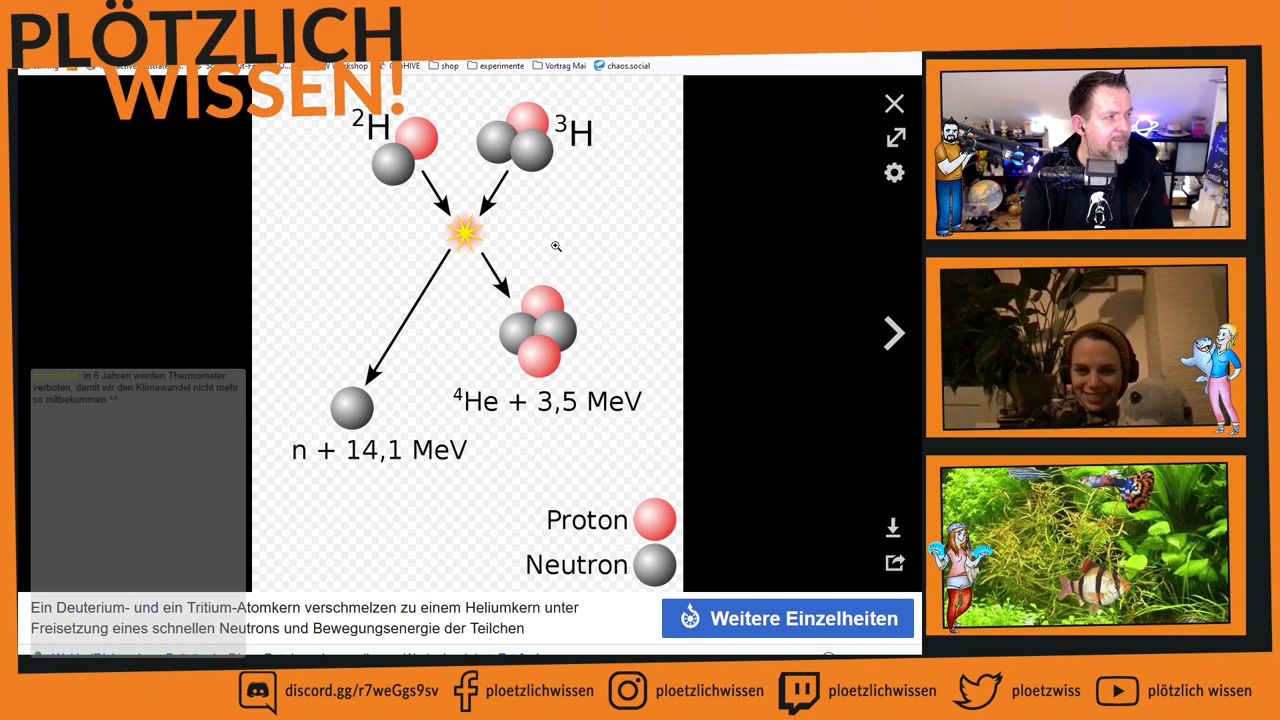 PLÖTZLICH
WISSEN!
shop
experimente
Vortrag Mai
chaos.social
²H
³H
⁴He + 3,5 MeV
n + 14,1 MeV
Proton
Neutron
in 6 Jahren werden Thermometer
verboten, damit wir den Klimawandel nicht mehr
so mitbekommen ^^
Ein Deuterium- und ein Tritium-Atomkern verschmelzen zu einem Heliumkern unter
Freisetzung eines schnellen Neutrons und Bewegungsenergie der Teilchen
Weitere Einzelheiten
discord.gg/r7weGgs9sv
ploetzlichwissen
ploetzlichwissen
ploetzlichwissen
ploetzwiss
plötzlich wissen